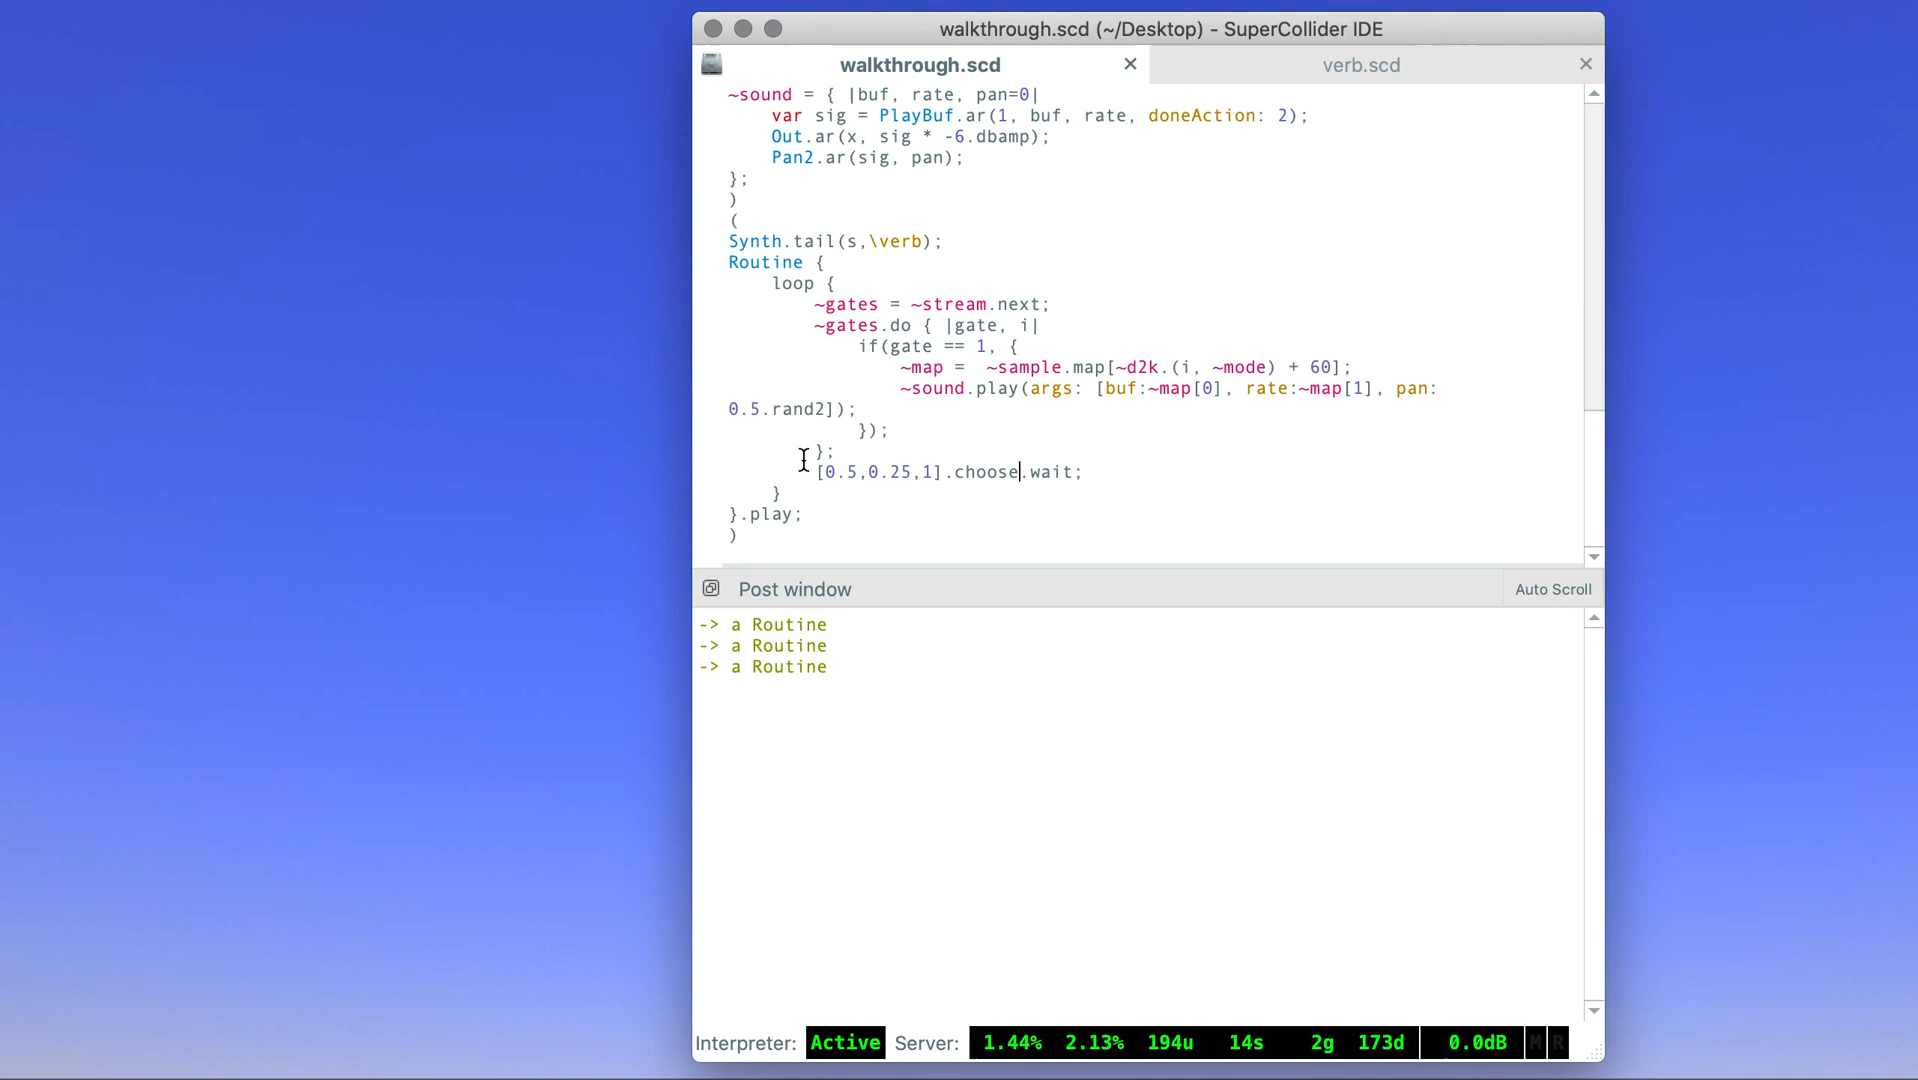 walkthrough.scd (~/Desktop) - SuperCollider IDE
walkthrough.scd
verb.scd
~sound = { |buf, rate, pan=0|
var sig = PlayBuf.ar(1, buf, rate, doneAction: 2);
Out.ar(x, sig * -6.dbamp);
Pan2.ar(sig, pan);
};
)
(
Synth.tail(s,\verb);
Routine {
loop {
~gates = ~stream.next;
~gates.do { |gate, i|
if(gate == 1, {
~map =  ~sample.map[~d2k.(i, ~mode) + 60];
~sound.play(args: [buf:~map[0], rate:~map[1], pan:
0.5.rand2]);
});
};
[0.5,0.25,1].choose.wait;
}
}.play;
)
Post window
Auto Scroll
-> a Routine
-> a Routine
-> a Routine
Interpreter: Active Server: 1.44% 2.13% 194u 14s 2g 173d 0.0dB M R